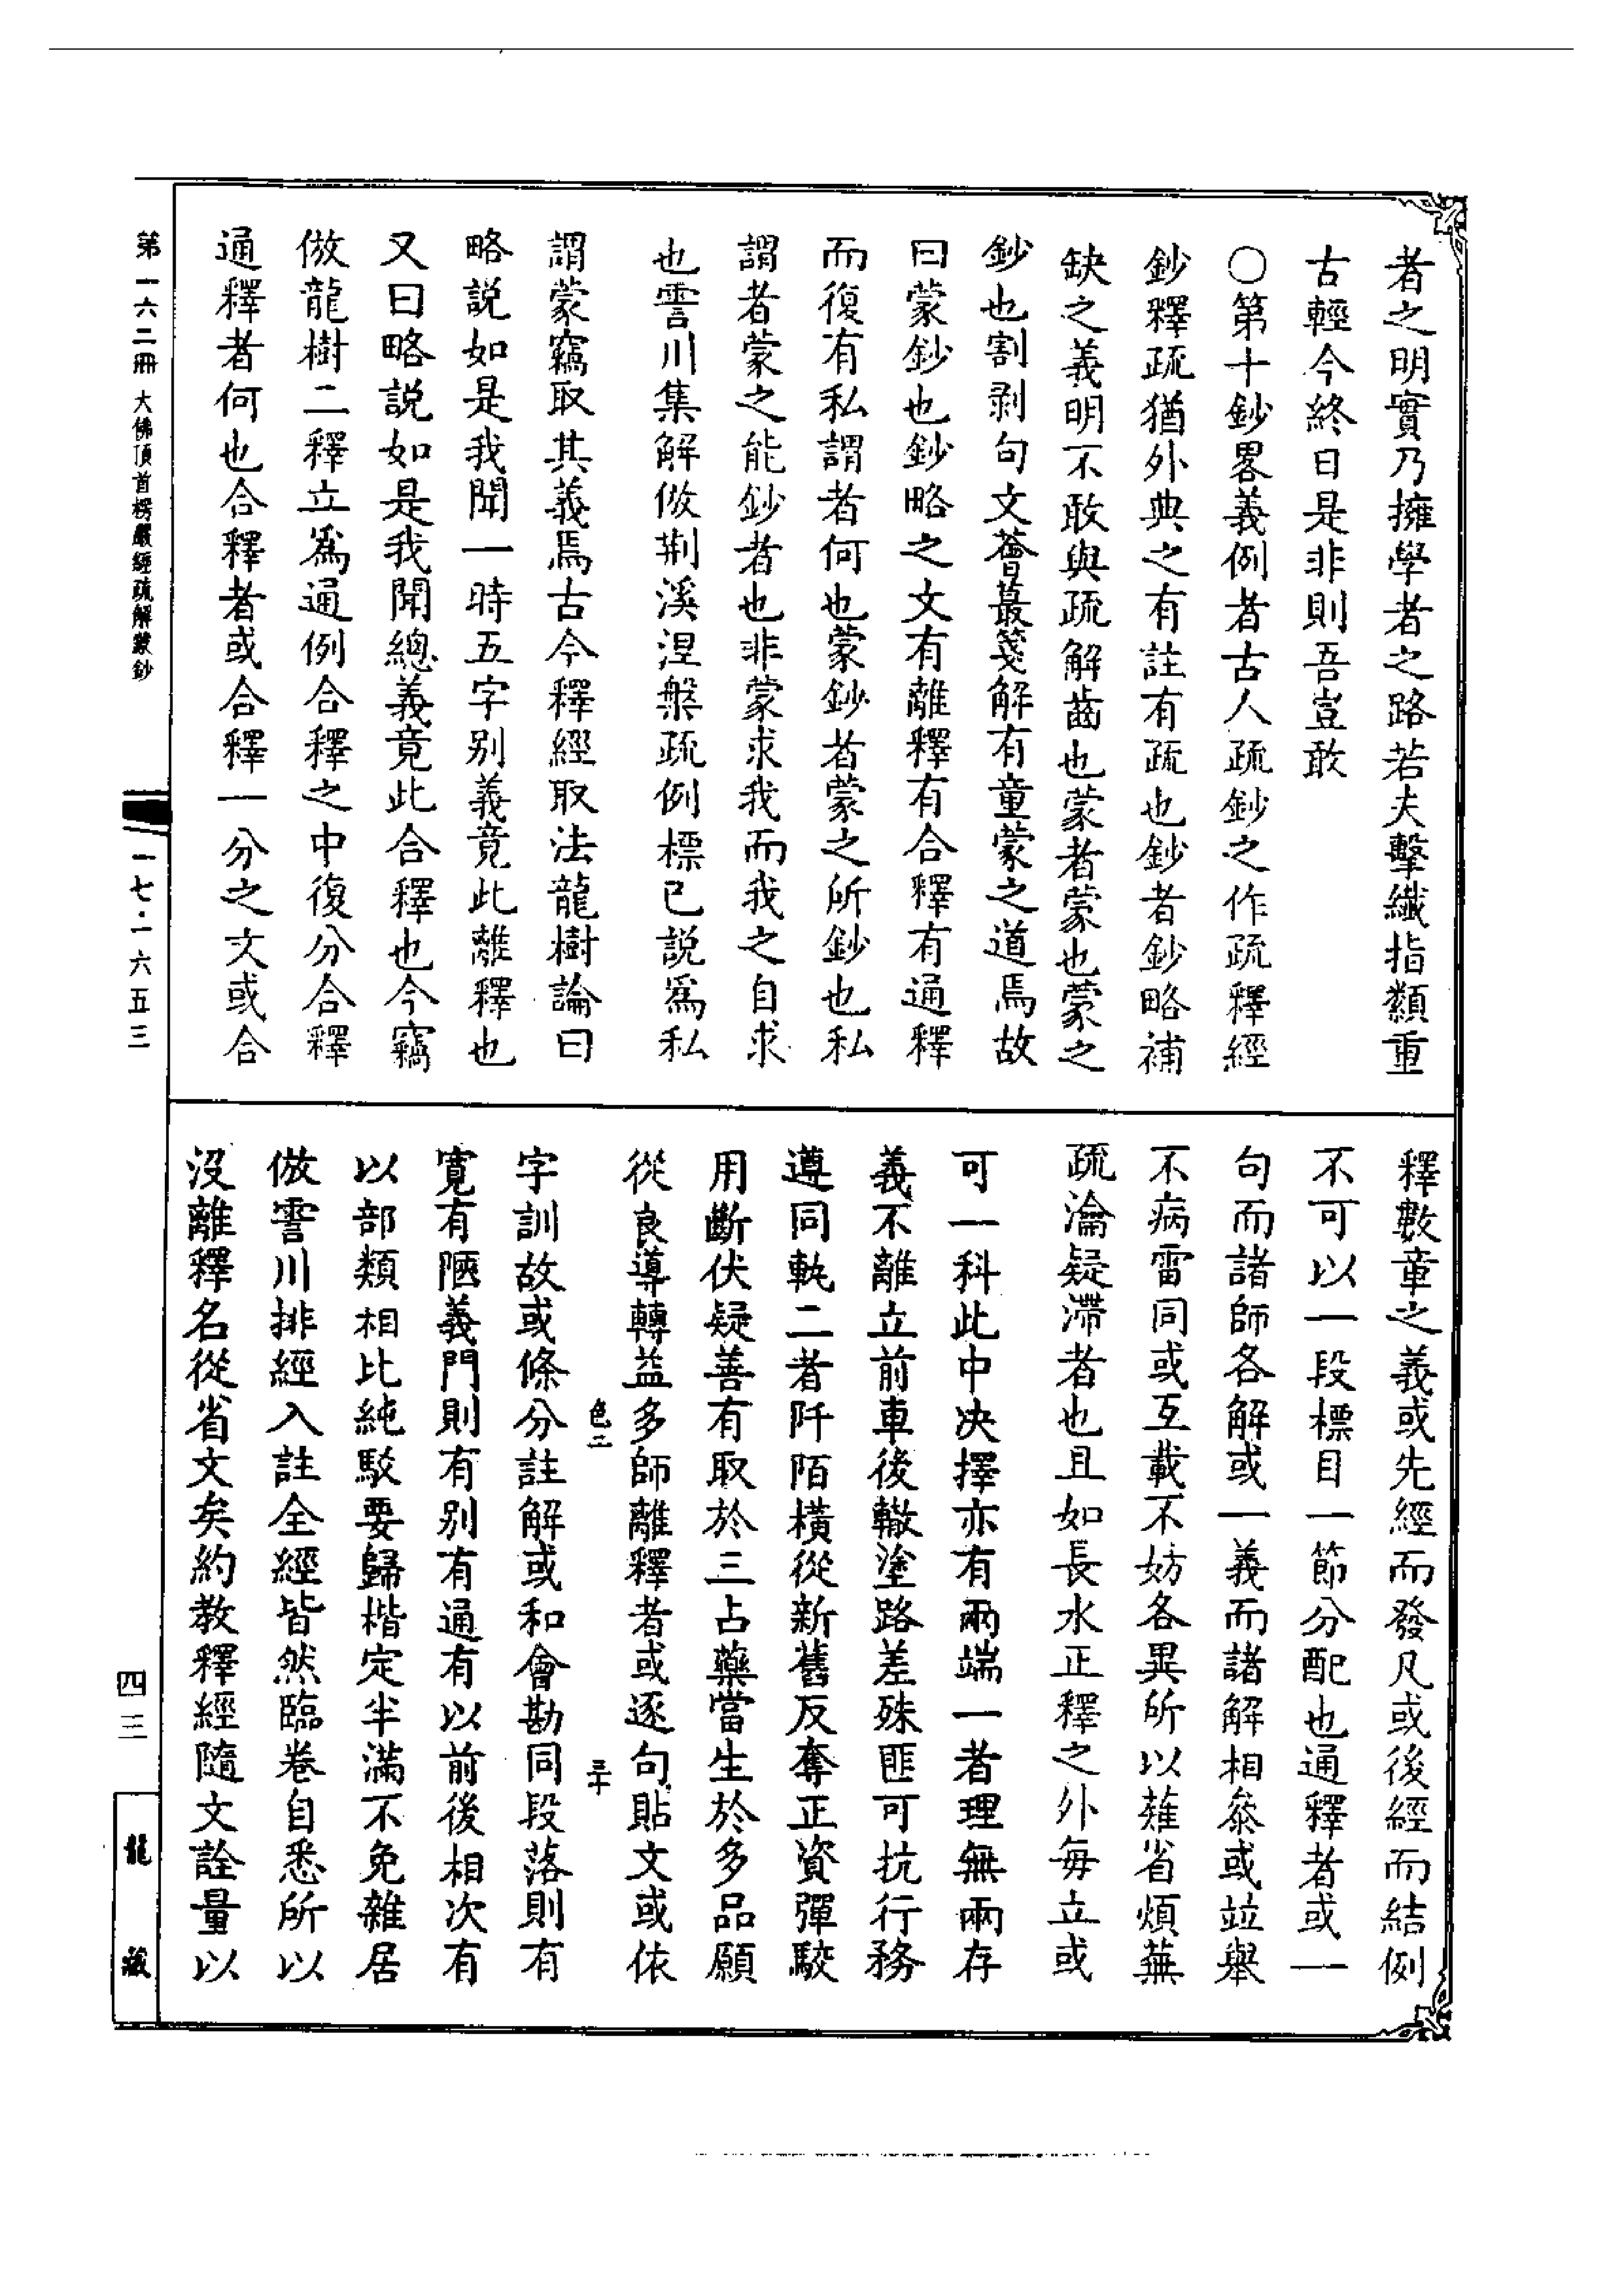 者之明實乃擁學者之路若夫擊纖指纇重
古輕今終日是非則吾豈敢
○第十鈔畧義例者古人疏鈔之作疏釋經
鈔釋疏猶外典之有註有疏也鈔者鈔略補
缺之義明不敢與疏解齒也蒙者蒙也蒙之
鈔也割剥句文薈蕞箋解有童蒙之道焉故
曰蒙鈔也鈔略之文有離釋有合釋有通釋
而復有私謂者何也蒙鈔者蒙之所鈔也私
謂者蒙之能鈔者也非蒙求我而我之自求
也霅川集解倣荆溪涅槃疏例標已説爲私
謂蒙竊取其義焉古今釋經取法龍樹論曰
略説如是我聞一時五字别義竟此離釋也
又曰略説如是我聞總義竟此合釋也今竊
倣龍樹二釋立爲通例合釋之中復分合釋
通釋者何也合釋者或合釋一分之文或合
釋數章之義或先經而發凡或後經而結例
不可以一段標目一節分配也通釋者或一
句而諸師各解或一義而諸解相叅或竝舉
不病雷同或互載不妨各異所以薙省煩蕪
疏瀹疑滯者也且如長水正釋之外每立或
可一科此中决擇亦有兩端一者理無兩存
義不離立前車後轍塗路差殊匪可抗行務
遵同軌二者阡陌橫從新舊反奪正資彈駮
用斷伏疑善有取於三占藥當生於多品願
從良導轉益多師離釋者或逐句貼文或依
色二
三十
字訓故或條分註解或和會勘同段落則有
寛有陿義門則有别有通有以前後相次有
以部類相比純駁要歸楷定半滿不免雜居
倣霅川排經入註全經皆然臨卷自悉所以
沒離釋名從省文矣約教釋經隨文詮量以
第一六二冊 大佛頂首楞嚴經疏解蒙鈔
一七·六五三
四三
龍藏